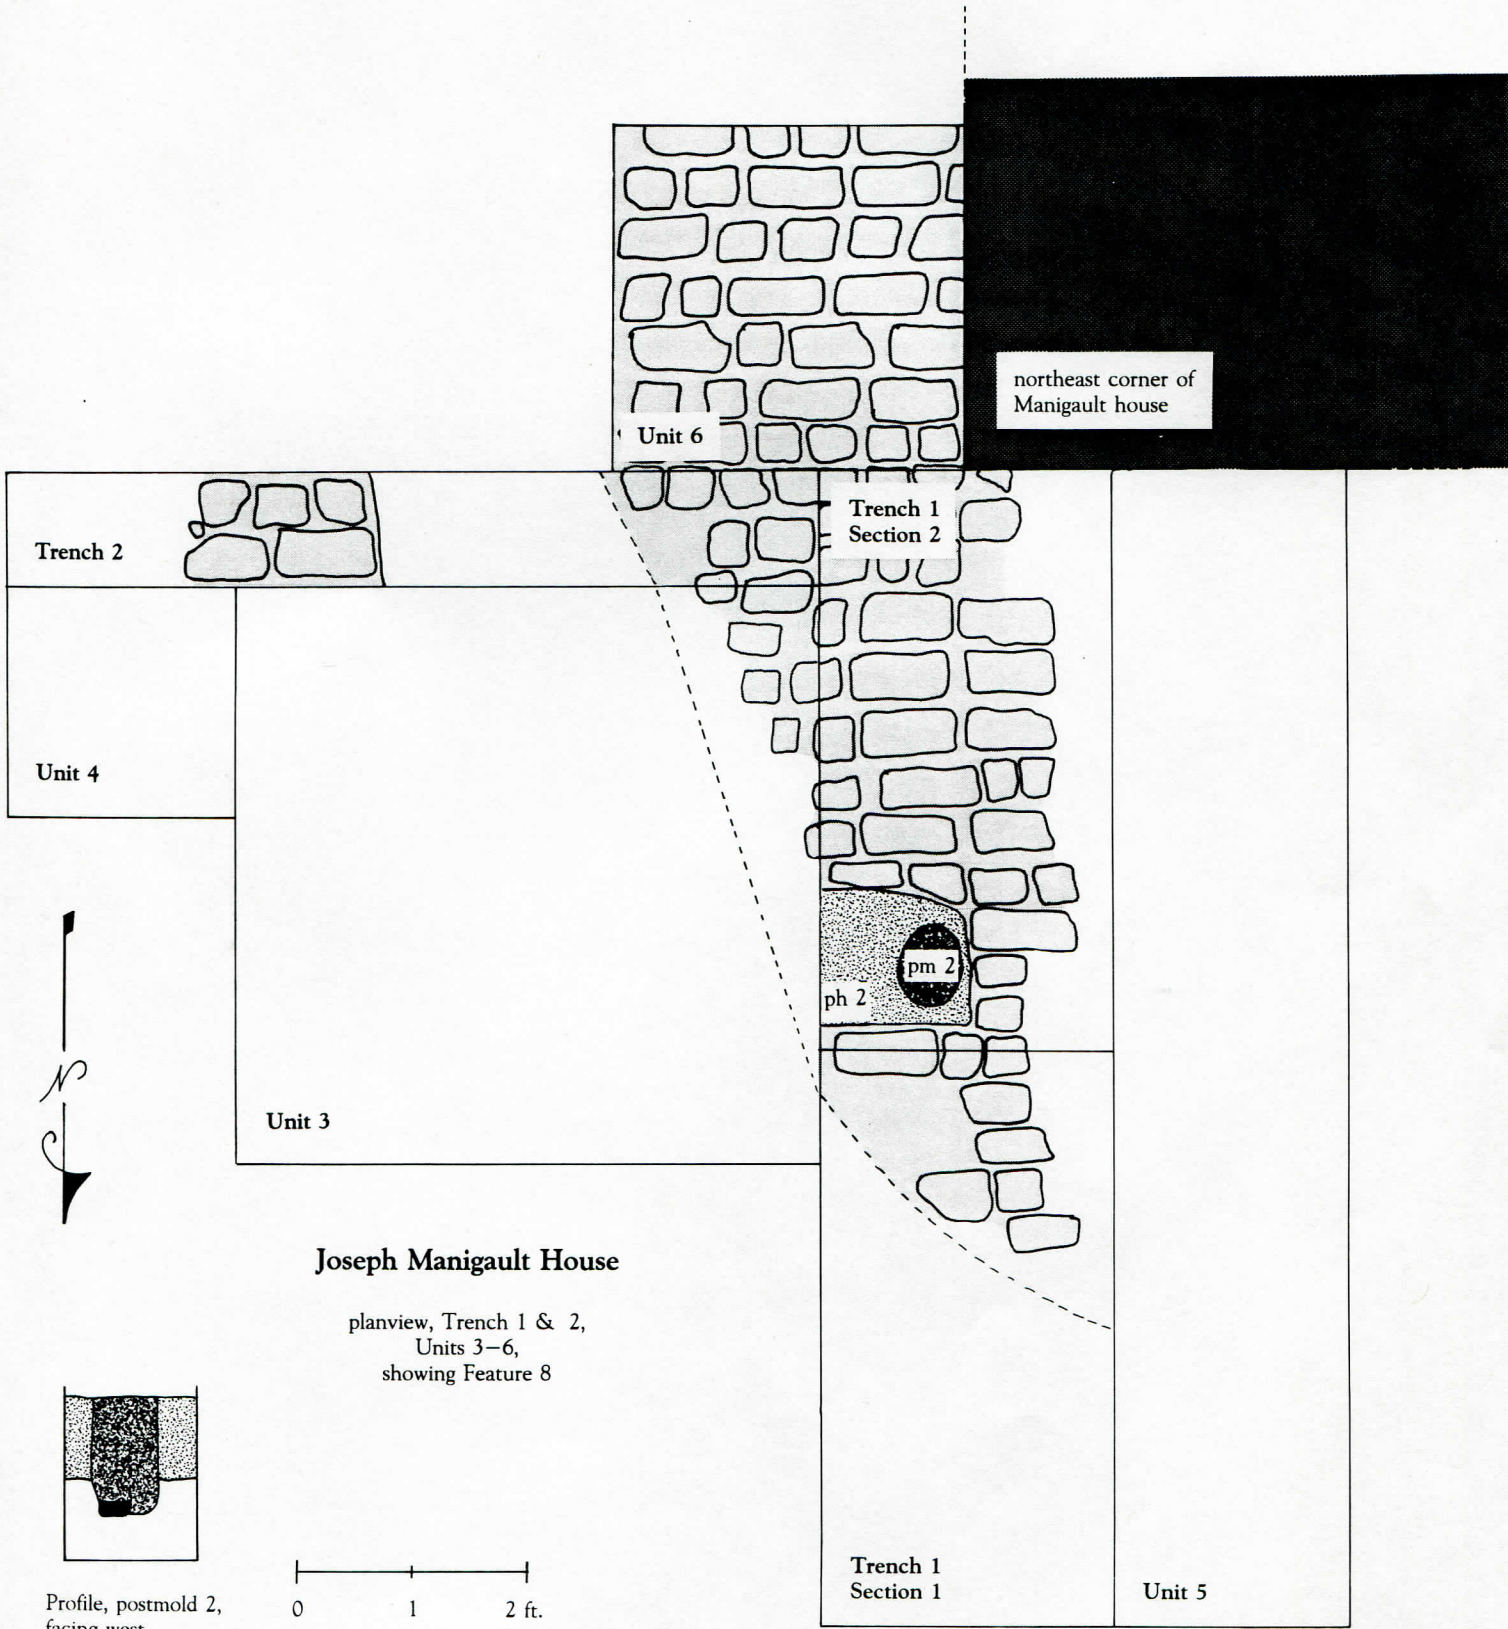 northeast corner of
Manigault house
Unit 6
Trench 1
Section 2
Trench 2
Unit 4
pm 2
ph 2
N
Unit 3
Joseph Manigault House
planview, Trench 1 & 2,
Units 3–6,
showing Feature 8
Trench 1
Section 1
Unit 5
0 1 2 ft.
Profile, postmold 2,
facing west